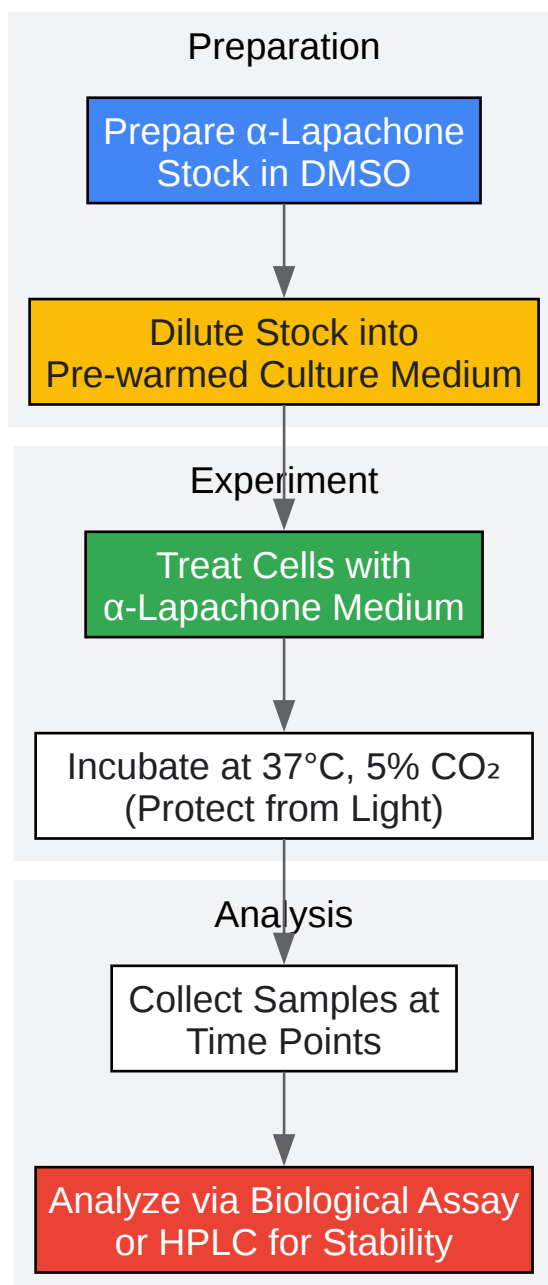 Preparation
Prepare α-Lapachone
Stock in DMSO
Dilute Stock into
Pre-warmed Culture Medium
Experiment
Treat Cells with
α-Lapachone Medium
Incubate at 37°C, 5% CO₂
(Protect from Light)
Analysis
Collect Samples at
Time Points
Analyze via Biological Assay
or HPLC for Stability